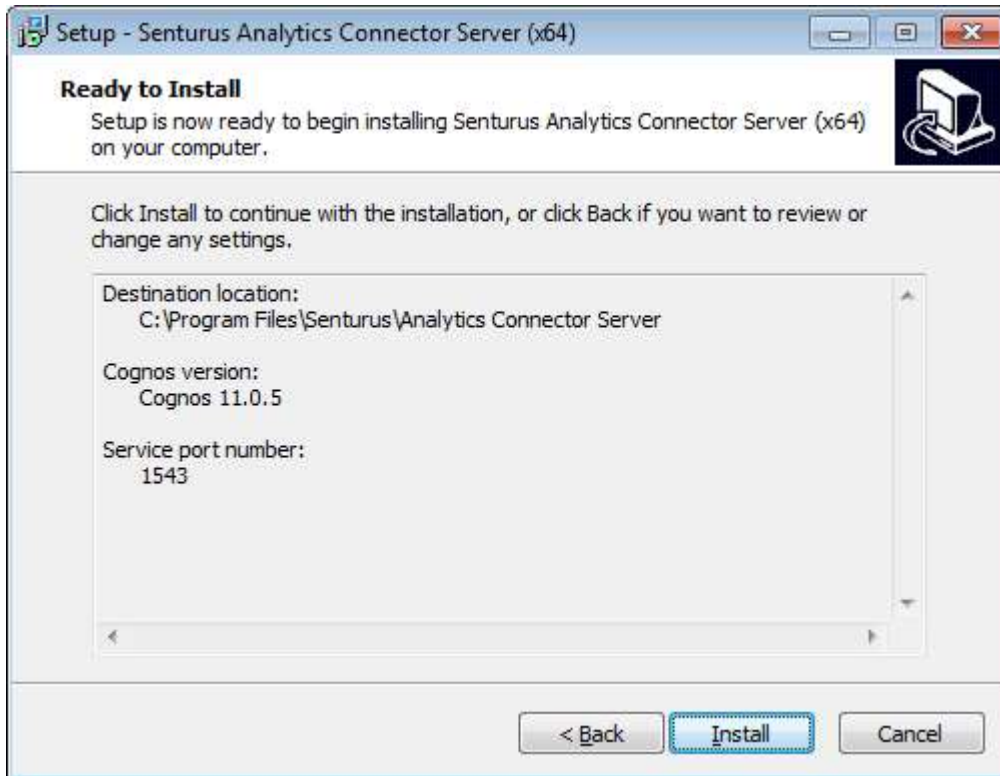 Setup - Senturus Analytics Connector Server (x64)
Ready to Install
Setup is now ready to begin installing Senturus Analytics Connector Server (x64)
on your computer.
Click Install to continue with the installation, or click Back if you want to review or
change any settings.
Destination location:
C:\Program Files\Senturus\Analytics Connector Server
Cognos version:
Cognos 11.0.5
Service port number:
1543
< Back
Install
Cancel